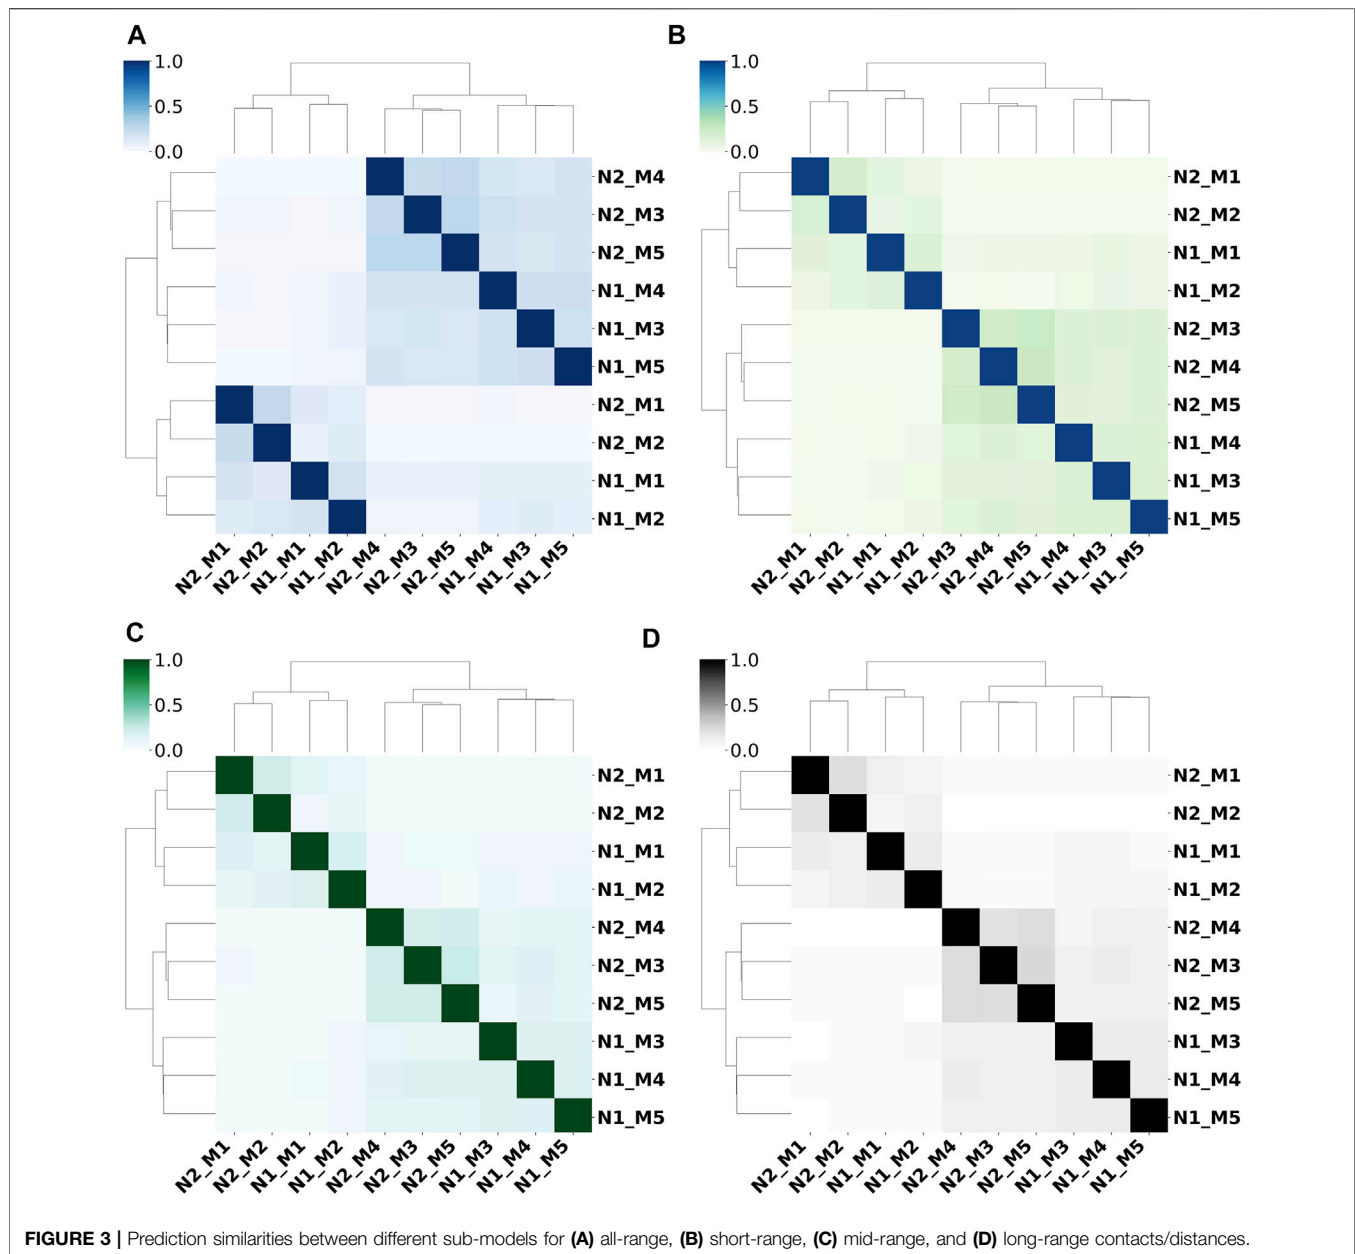 A
1.0
0.5
0.0
N2_M4
N2_M3
N2_M5
N1_M4
N1_M3
N1_M5
N2_M1
N2_M2
N1_M1
N1_M2
N2_M1 N2_M2 N1_M1 N1_M2 N2_M4 N2_M3 N2_M5 N1_M4 N1_M3 N1_M5
B
1.0
0.5
0.0
N2_M1
N2_M2
N1_M1
N1_M2
N2_M3
N2_M4
N2_M5
N1_M4
N1_M3
N1_M5
N2_M1 N2_M2 N1_M1 N1_M2 N2_M3 N2_M4 N2_M5 N1_M4 N1_M3 N1_M5
C
1.0
0.5
0.0
N2_M1
N2_M2
N1_M1
N1_M2
N2_M4
N2_M3
N2_M5
N1_M3
N1_M4
N1_M5
N2_M1 N2_M2 N1_M1 N1_M2 N2_M4 N2_M3 N2_M5 N1_M3 N1_M4 N1_M5
D
1.0
0.5
0.0
N2_M1
N2_M2
N1_M1
N1_M2
N2_M4
N2_M3
N2_M5
N1_M3
N1_M4
N1_M5
N2_M1 N2_M2 N1_M1 N1_M2 N2_M4 N2_M3 N2_M5 N1_M3 N1_M4 N1_M5
FIGURE 3 | Prediction similarities between different sub-models for (A) all-range, (B) short-range, (C) mid-range, and (D) long-range contacts/distances.